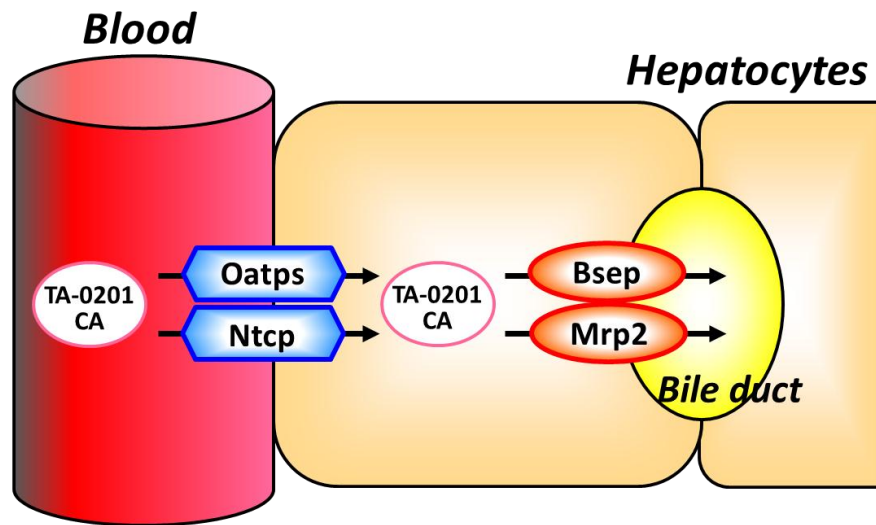 Blood
Hepatocytes
Oatps
Ntcp
TA-0201
CA
TA-0201
CA
Bsep
Mrp2
Bile duct